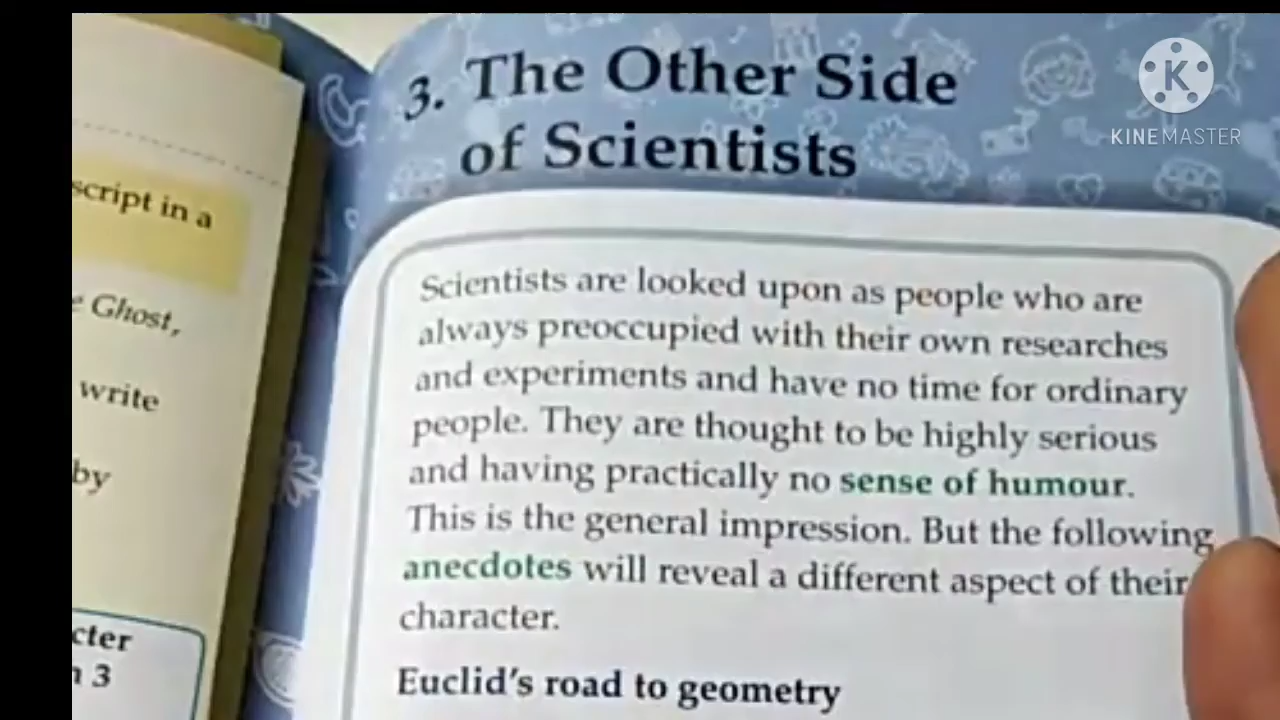 script in a
Ghost,
write
by
cter
3
3. The Other Side
of Scientists
Scientists are looked upon as people who are
always preoccupied with their own researches
and experiments and have no time for ordinary
people. They are thought to be highly serious
and having practically no sense of humour.
This is the general impression. But the following
anecdotes will reveal a different aspect of their
character.
Euclid's road to geometry
K
KINEMASTER